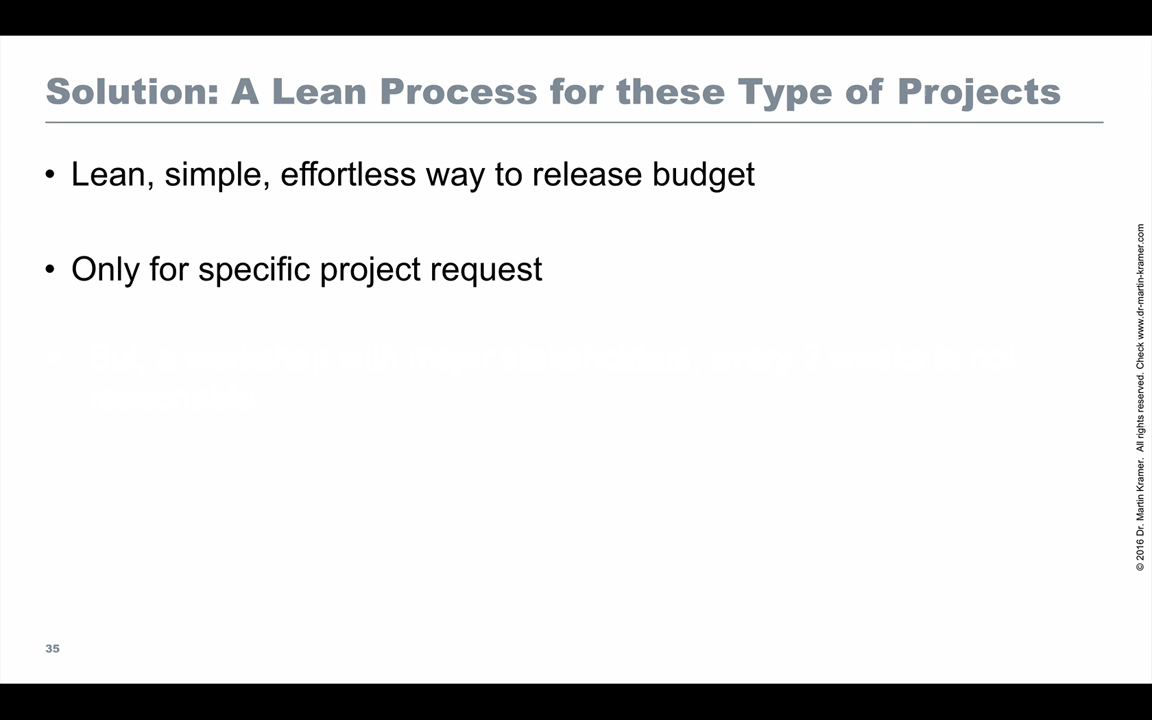 Solution: A Lean Process for these Type of Projects
• Lean, simple, effortless way to release budget
• Only for specific project request
© 2016 Dr. Martin Kramer. All rights reserved. Check www.dr-martin-kramer.com
35